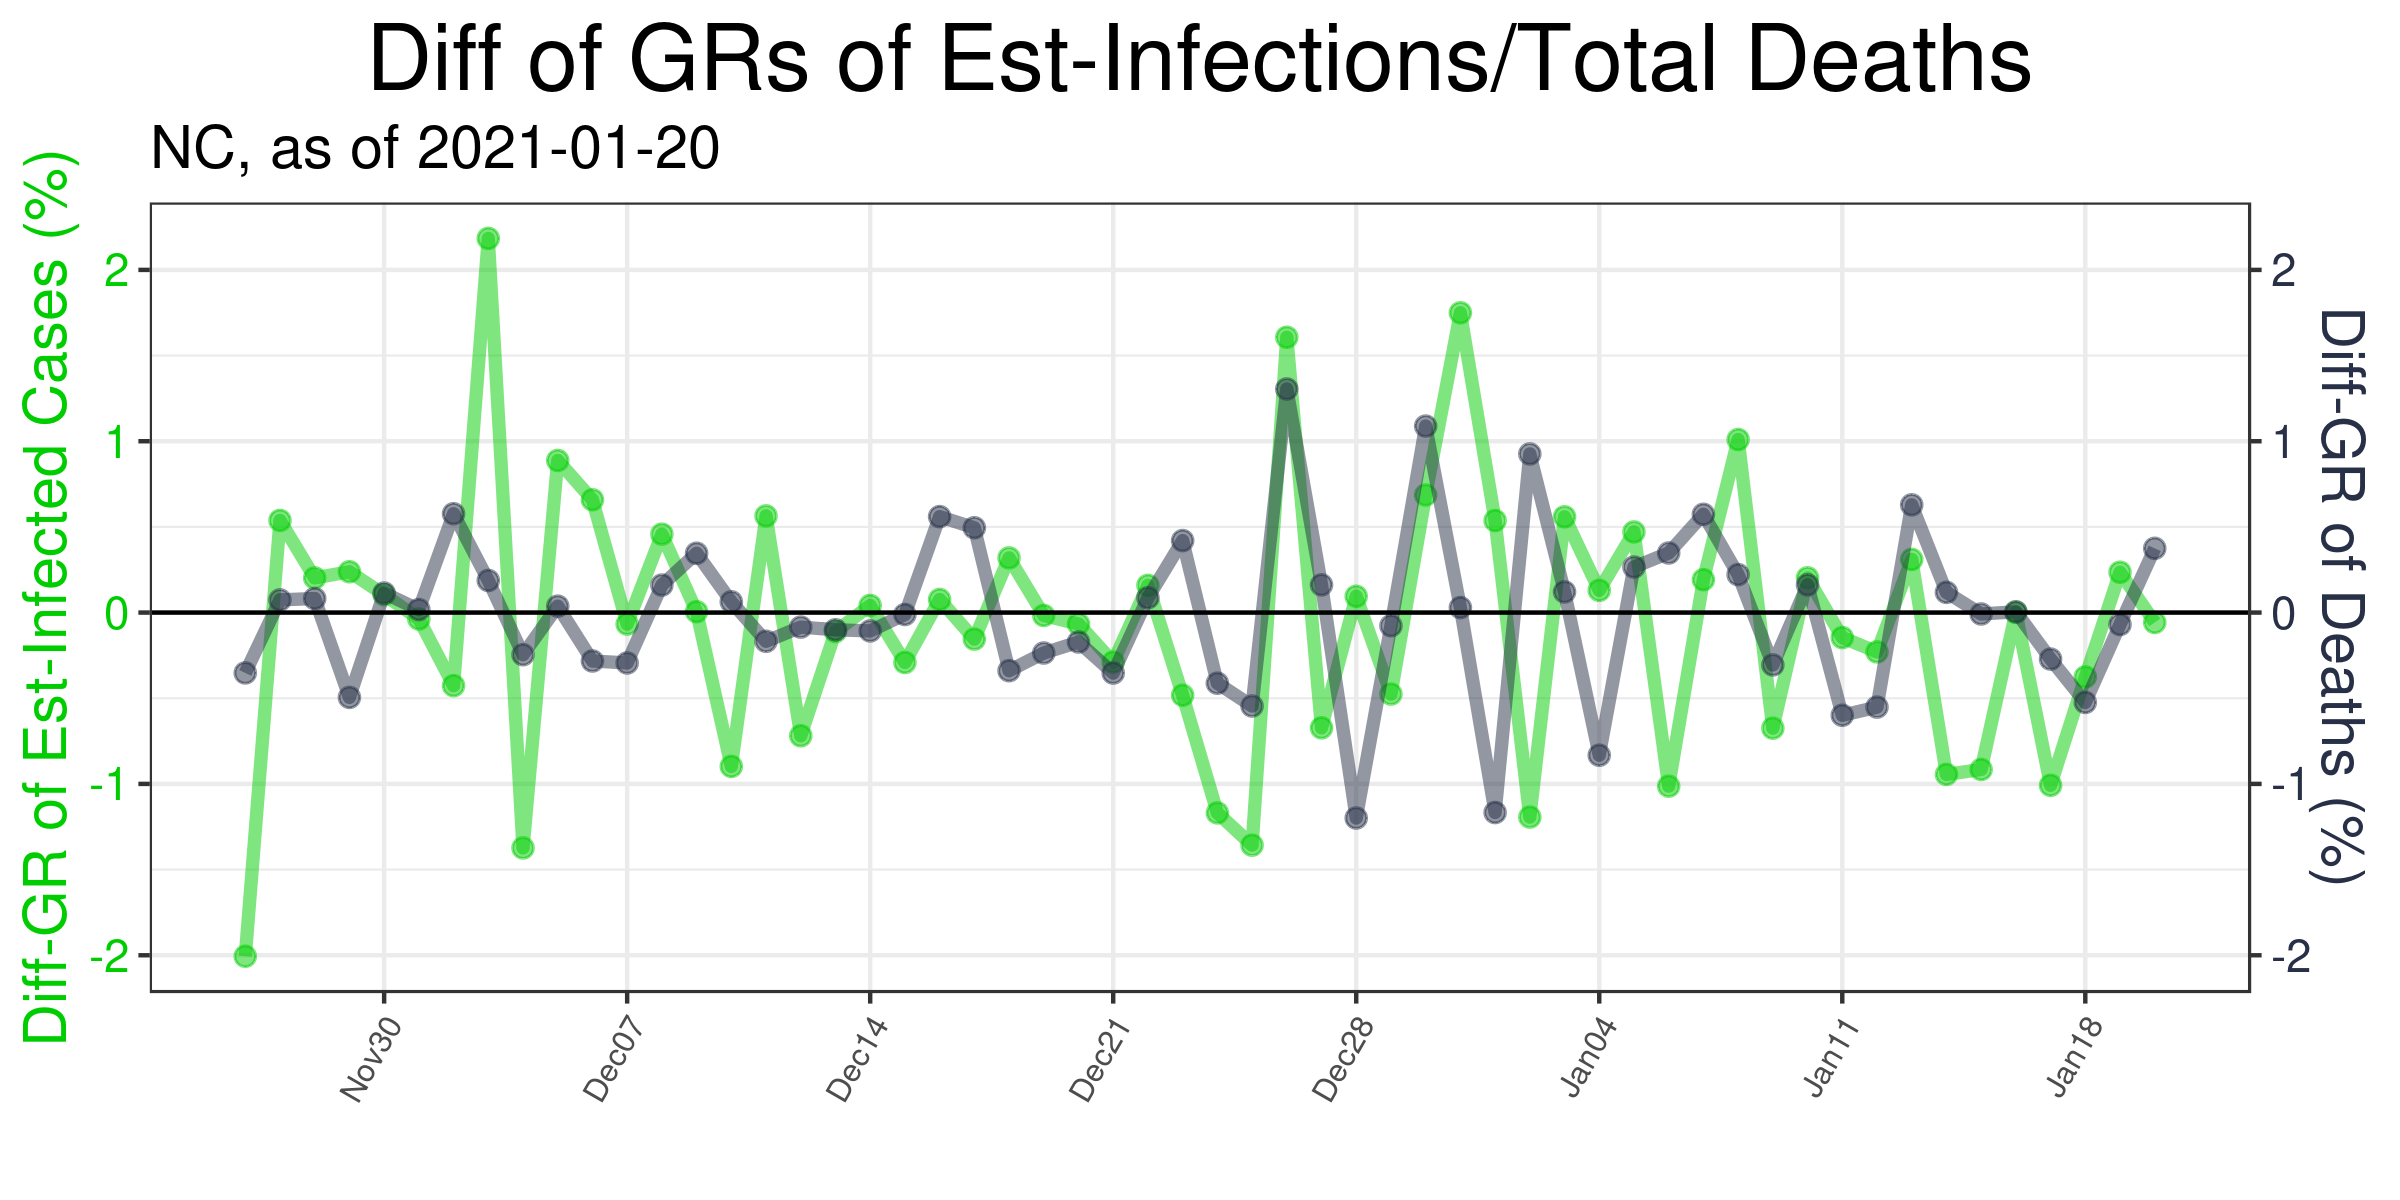 Diff of GRs of Est-Infections/Total Deaths
NC, as of 2021-01-20
Diff-GR of Est-Infected Cases (%)
2
1
0
-1
-2
2
1
0
-1
-2
Diff-GR of Deaths (%)
Nov30
Dec07
Dec14
Dec21
Dec28
Jan04
Jan11
Jan18